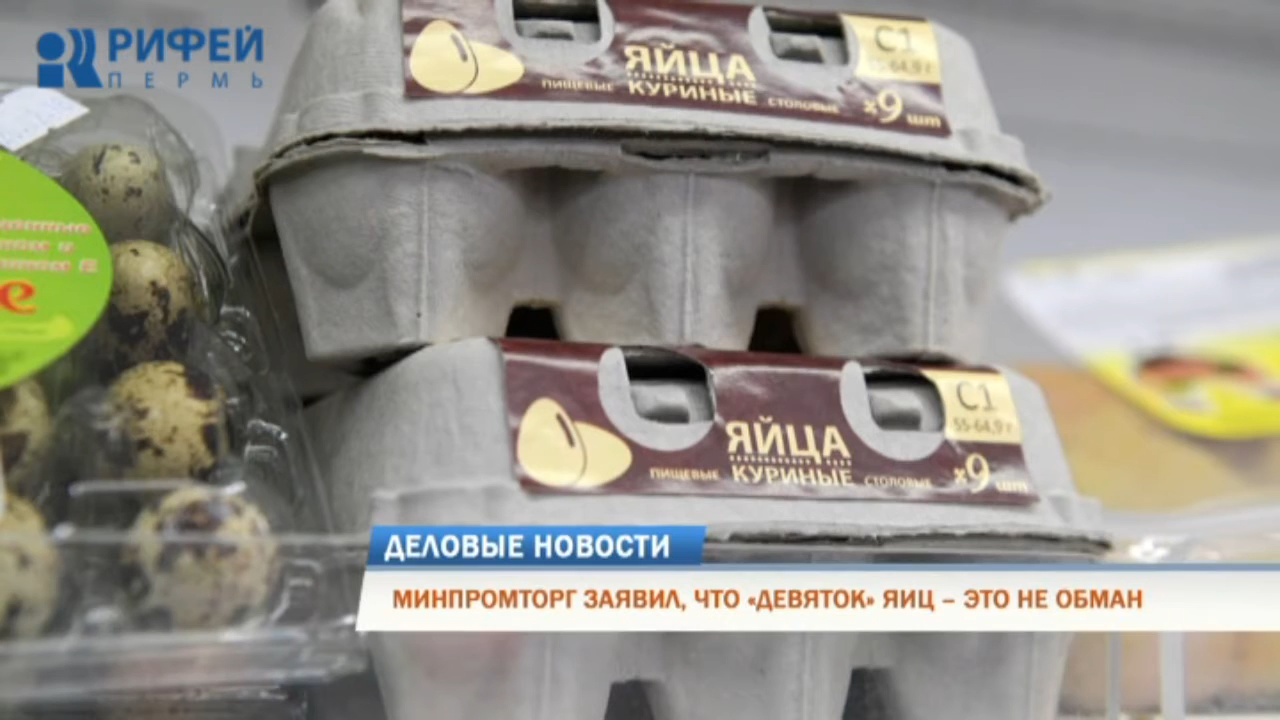 РИФЕЙ
ПЕРМЬ
С1
55-64,9 г
ЯЙЦА
ПИЩЕВЫЕ КУРИНЫЕ СТОЛОВЫЕ
х9 шт
С1
55-64,9 г
ЯЙЦА
ПИЩЕВЫЕ КУРИНЫЕ СТОЛОВЫЕ
х9 шт
ДЕЛОВЫЕ НОВОСТИ
МИНПРОМТОРГ ЗАЯВИЛ, ЧТО «ДЕВЯТОК» ЯИЦ – ЭТО НЕ ОБМАН